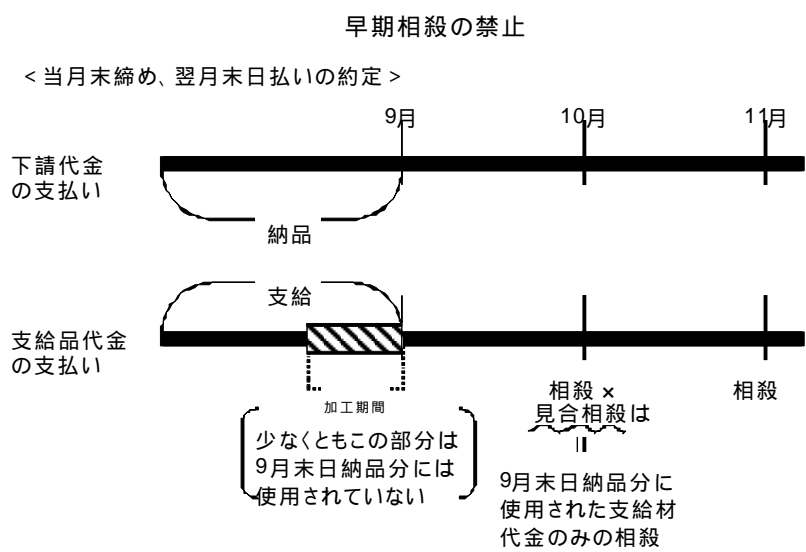 早期相殺の禁止
<当月末締め、翌月末日払いの約定>
9月 10月 11月
下請代金
の支払い
納品
支給
支給品代金
の支払い
加工期間
少なくともこの部分は
9月末日納品分には
使用されていない
相殺×
見合相殺は
相殺
||
9月末日納品分に
使用された支給材
代金のみの相殺